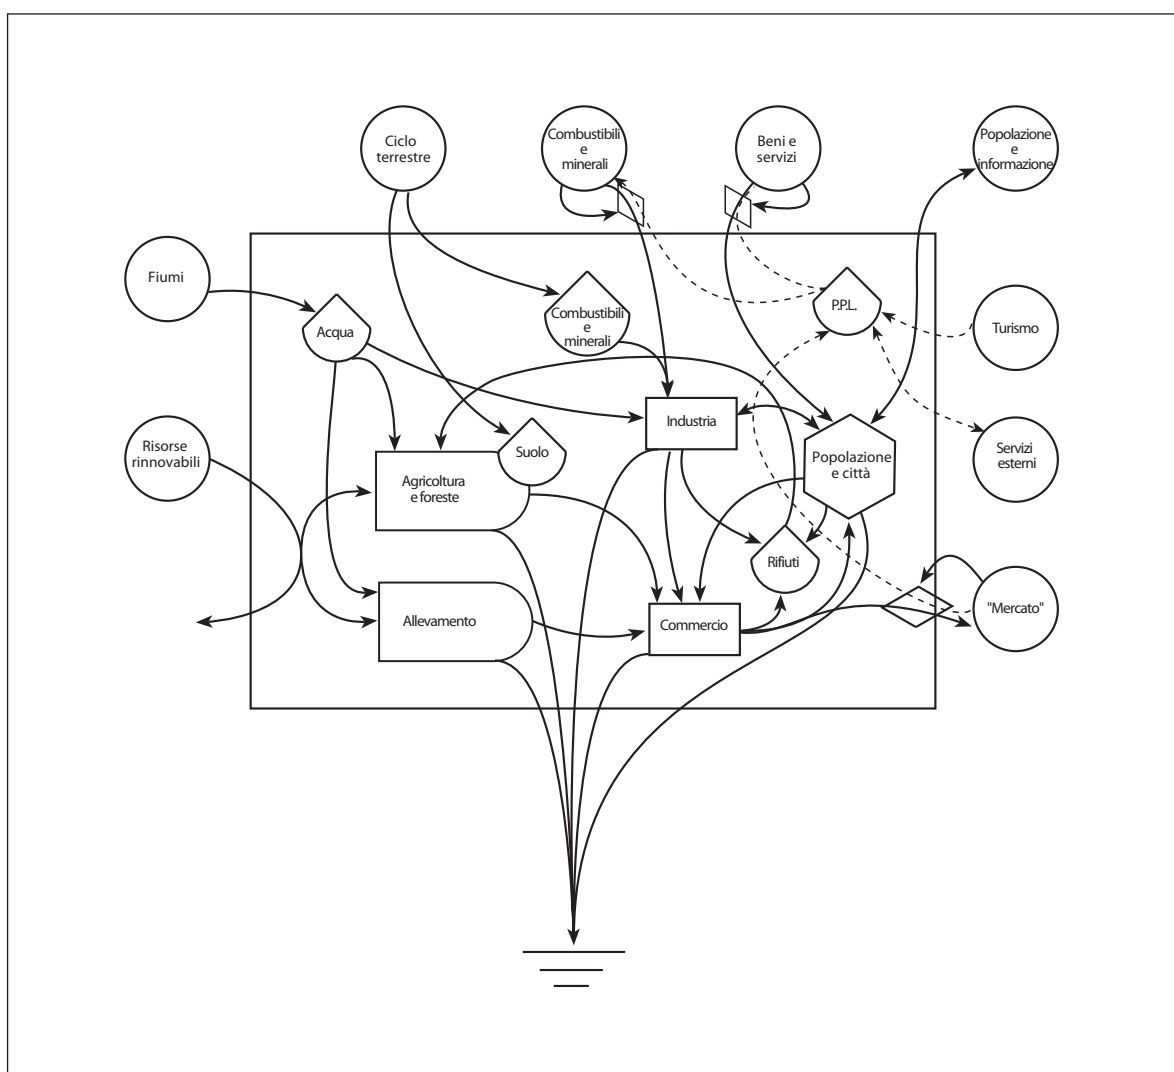 Ciclo
terrestre
Combustibili
e
minerali
Beni e
servizi
Popolazione
e
informazione
Fiumi
Acqua
Combustibili
e
minerali
P.P.L.
Turismo
Risorse
rinnovabili
Agricoltura
e foreste
Suolo
Industria
Popolazione
e città
Servizi
esterni
Rifiuti
Allevamento
Commercio
"Mercato"